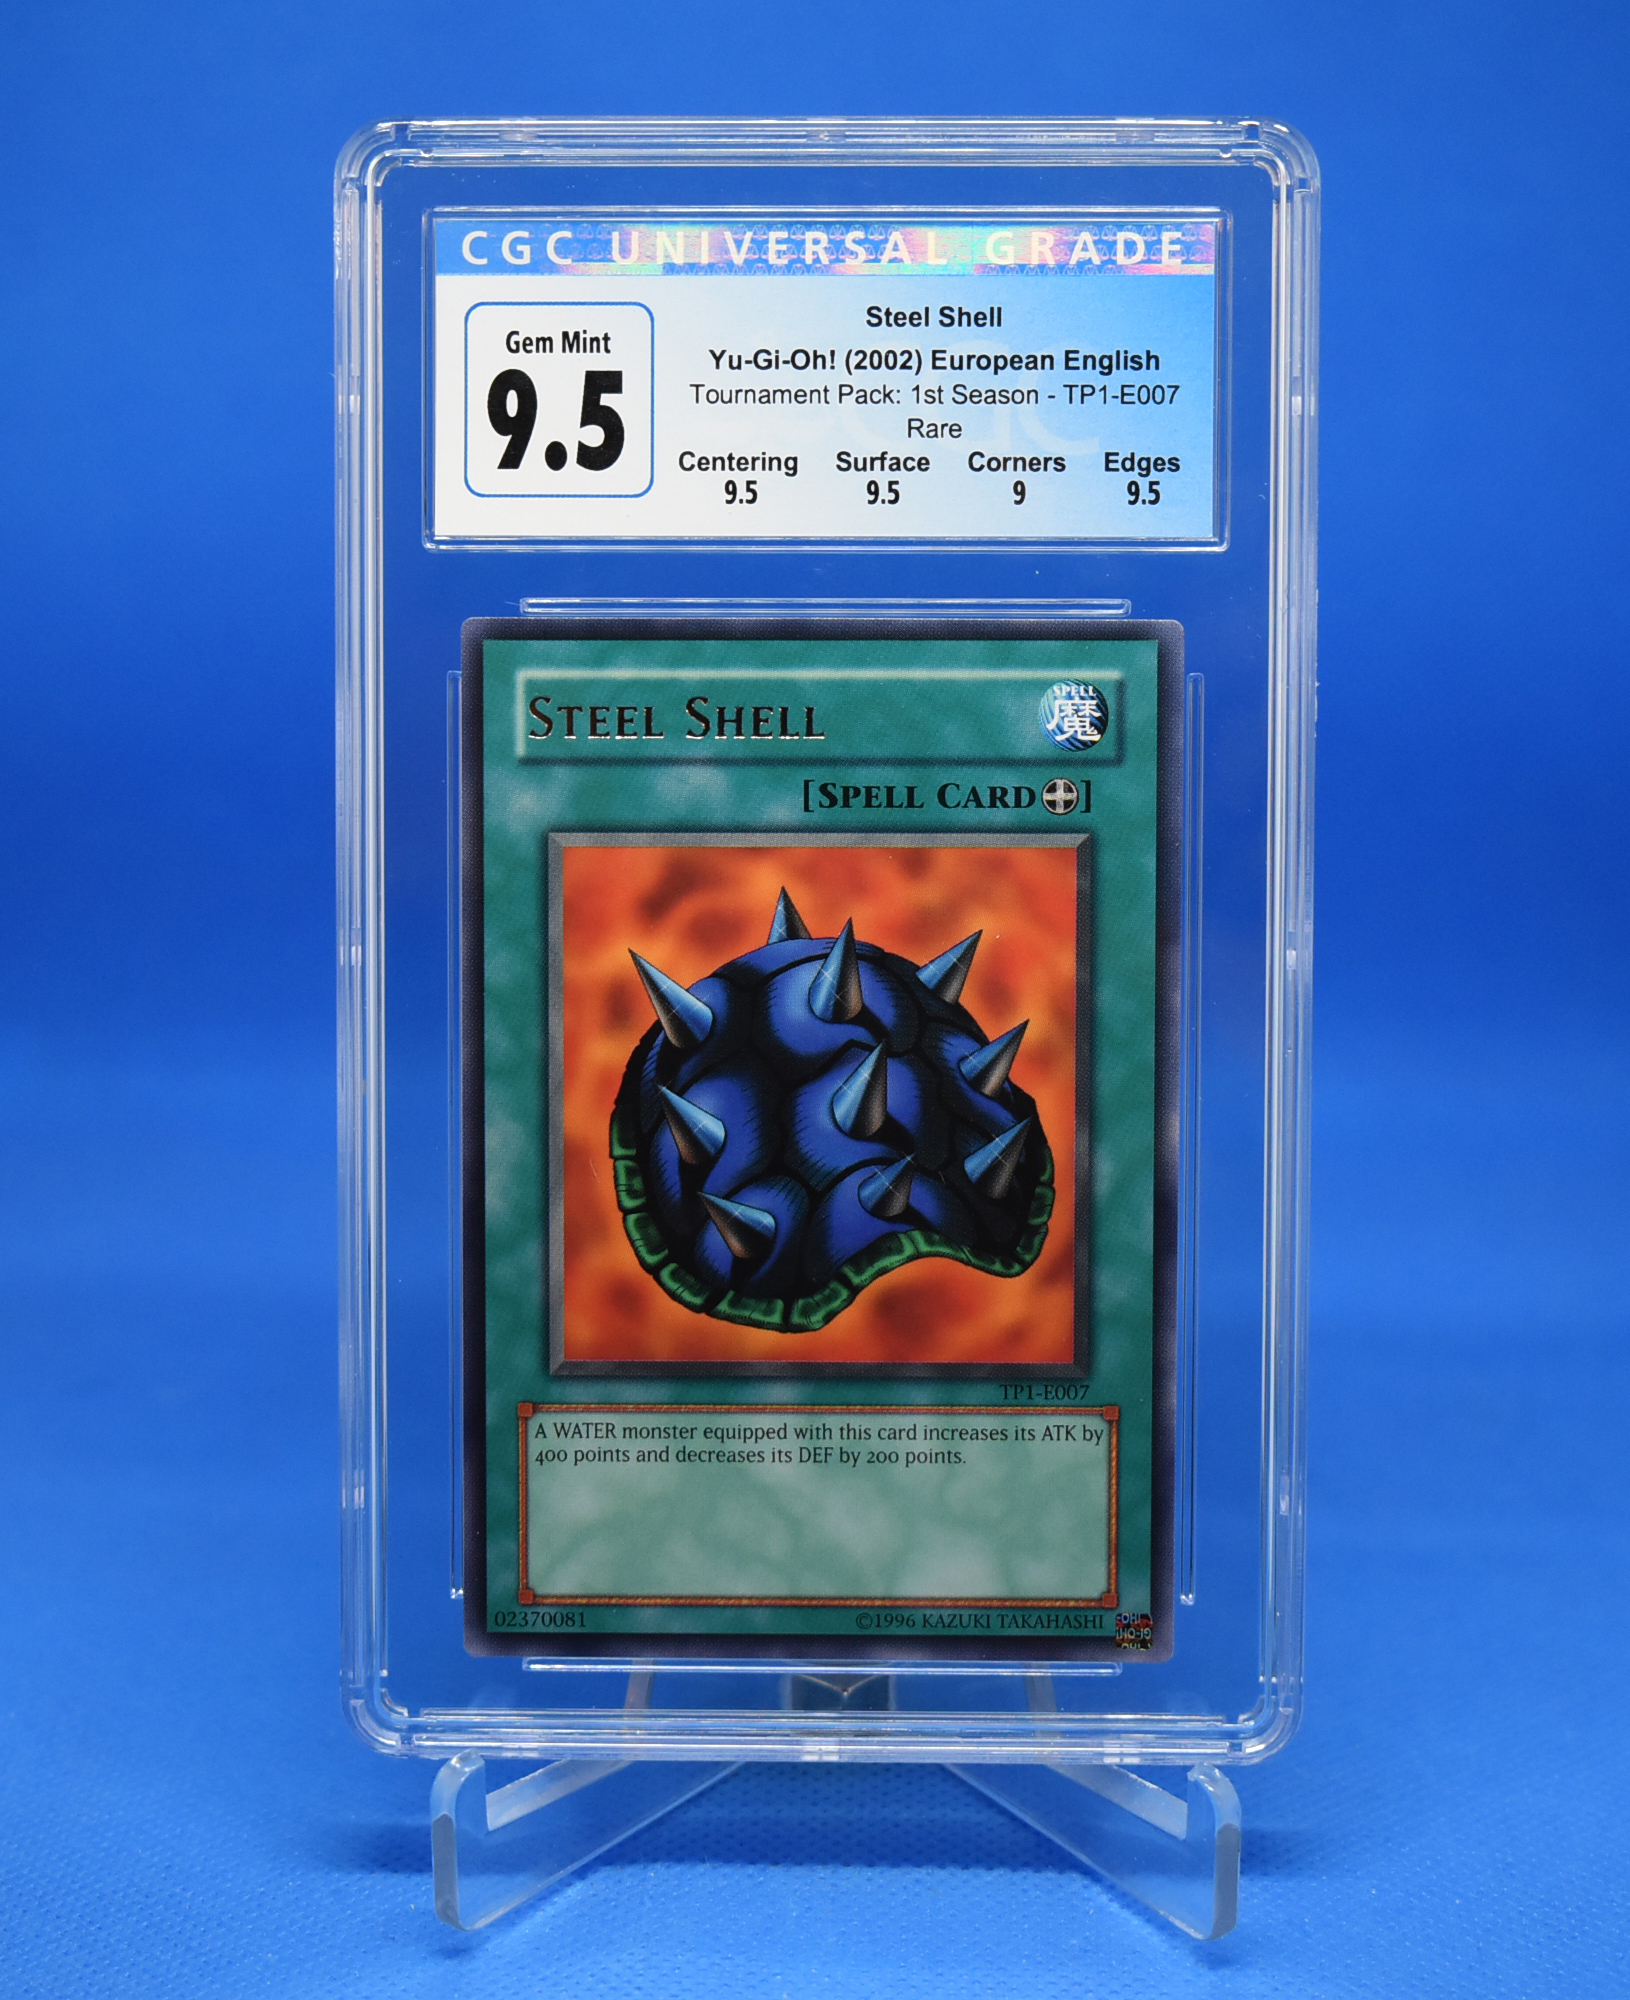 CGC UNIVERSAL GRADE
Gem Mint
9.5
Steel Shell
Yu-Gi-Oh! (2002) European English
Tournament Pack: 1st Season - TP1-E007
Rare
Centering Surface Corners Edges
9.5 9.5 9 9.5
STEEL SHELL
SPELL
魔
[SPELL CARD]
TP1-E007
A WATER monster equipped with this card increases its ATK by
400 points and decreases its DEF by 200 points.
02370081 ©1996 KAZUKI TAKAHASHI